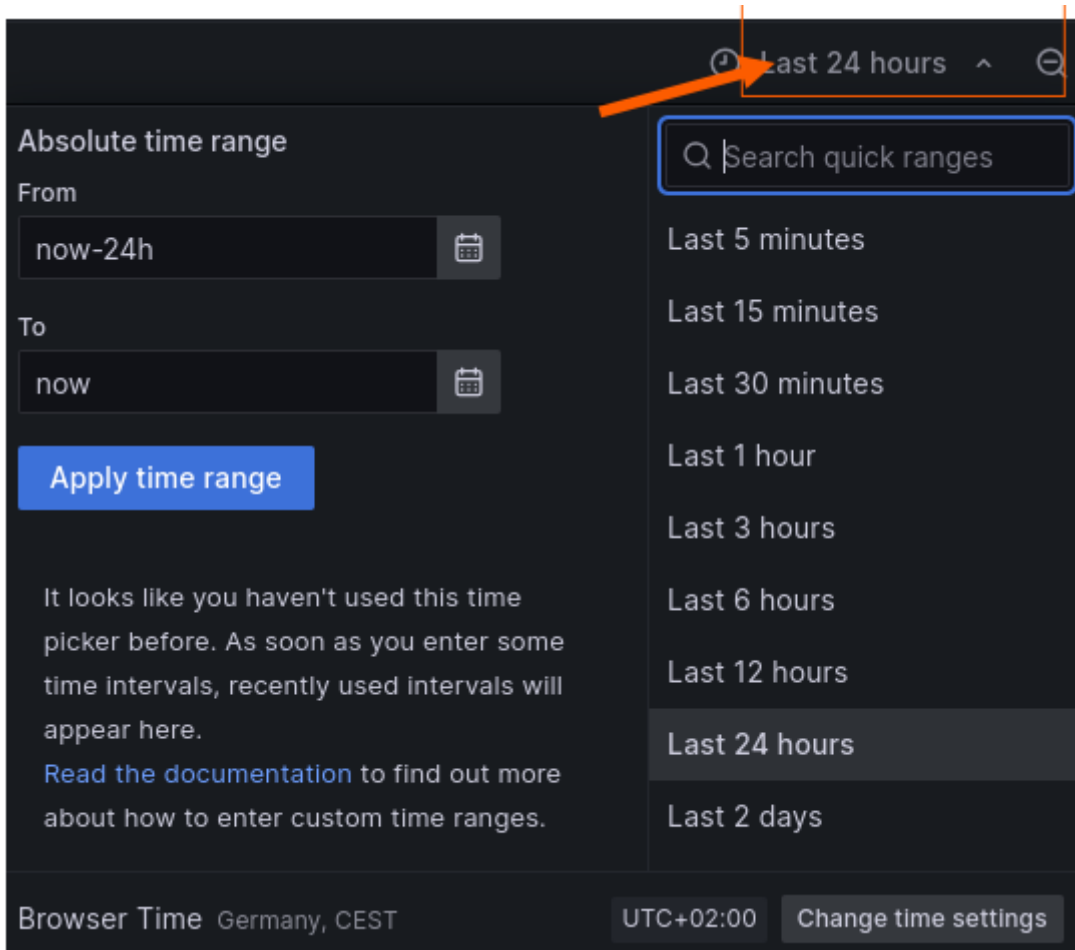 Last 24 hours
Absolute time range
From
now-24h
To
now
Apply time range
It looks like you haven't used this time
picker before. As soon as you enter some
time intervals, recently used intervals will
appear here.
Read the documentation to find out more
about how to enter custom time ranges.
Search quick ranges
Last 5 minutes
Last 15 minutes
Last 30 minutes
Last 1 hour
Last 3 hours
Last 6 hours
Last 12 hours
Last 24 hours
Last 2 days
Browser Time Germany, CEST UTC+02:00 Change time settings